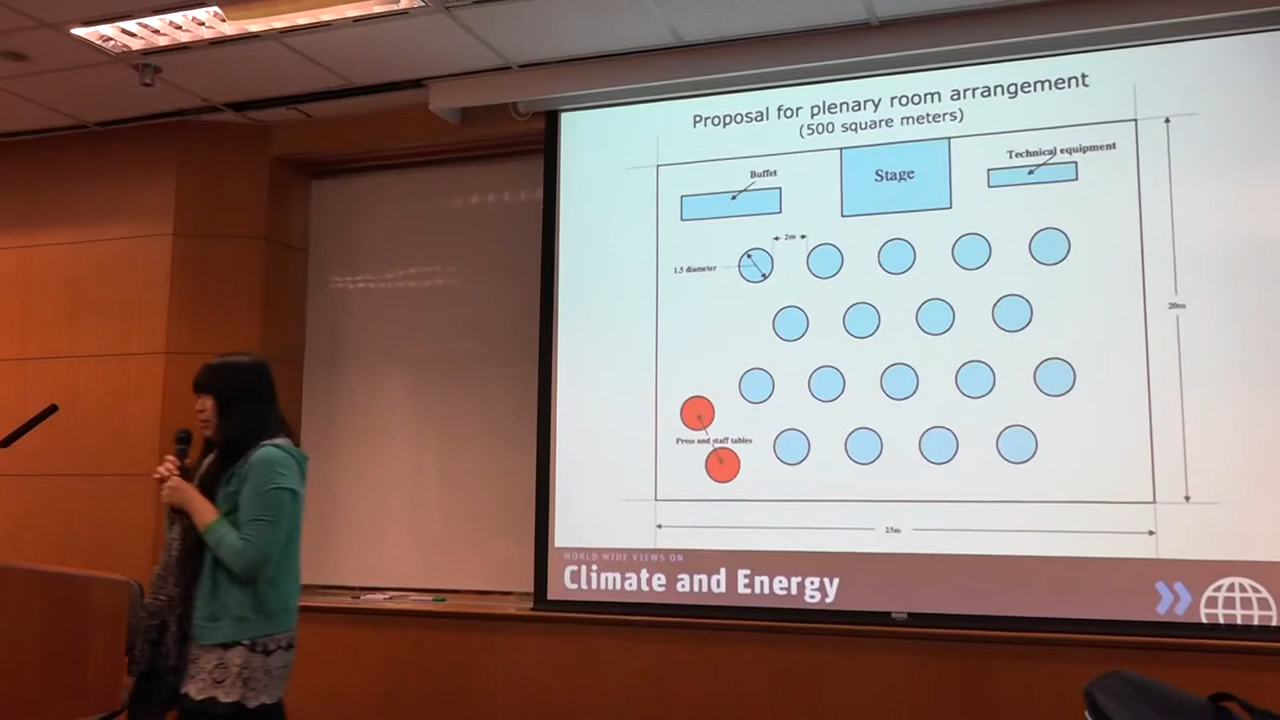 Proposal for plenary room arrangement
(500 square meters)
Buffet
Stage
Technical equipment
2m
1.5 diameter
20m
Press and staff tables
25m
WORLD WIDE VIEWS ON
Climate and Energy